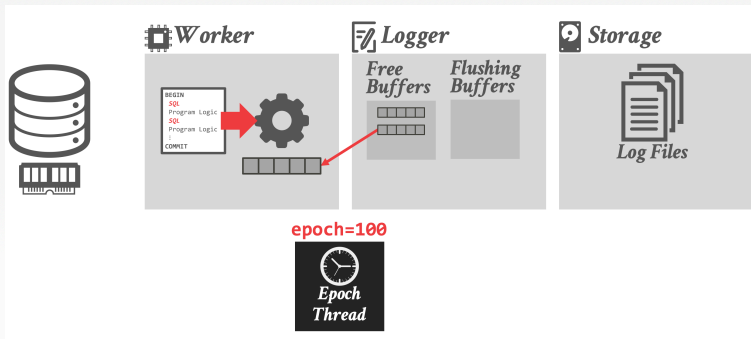 Worker
Logger
Storage
Free
Buffers
Flushing
Buffers
BEGIN
SQL
Program Logic
SQL
Program Logic
⋮
COMMIT
Log Files
epoch=100
Epoch
Thread